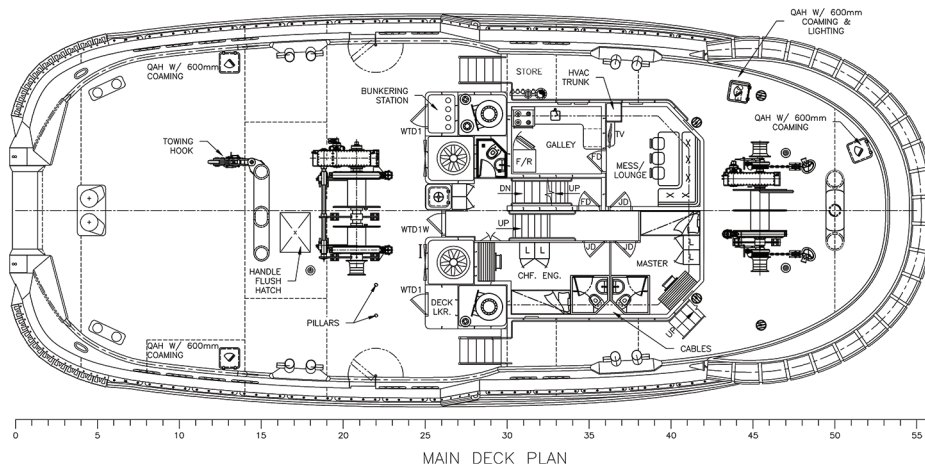 QAH W/ 600mm
COAMING &
LIGHTING
QAH W/ 600mm
COAMING
STORE
HVAC
TRUNK
BUNKERING
STATION
QAH W/ 600mm
COAMING
WTD1
TOWING
HOOK
GALLEY
TV
F/R
FD
MESS/
LOUNGE
DN
UP
FD
JD
UP
WTD1W
JD
JD
L
L
L
L
MASTER
CHF. ENG.
HANDLE
FLUSH
HATCH
WTD1
DECK
LKR.
PILLARS
UP
CABLES
QAH W/ 600mm
COAMING
0 5 10 15 20 25 30 35 40 45 50 55
MAIN DECK PLAN